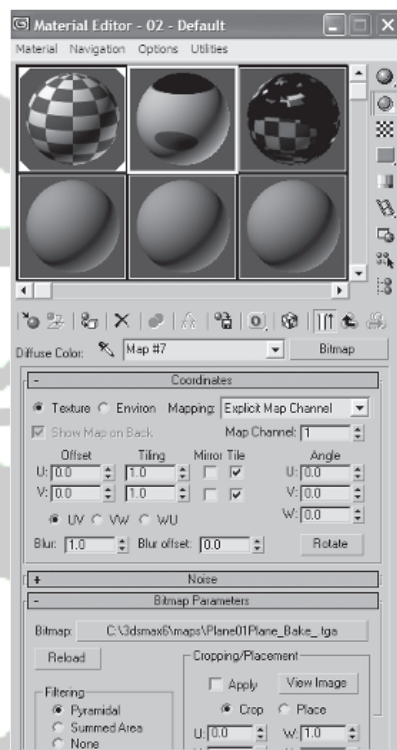 Material Editor - 02 - Default
Material Navigation Options Utilities
Diffuse Color: Map #7 Bitmap
- Coordinates
Texture Environ Mapping: Explicit Map Channel
Show Map on Back Map Channel: 1
Offset Tiling Mirror Tile Angle
U: 0.0 1.0 U: 0.0
V: 0.0 1.0 V: 0.0
UV VW WU W: 0.0
Blur: 1.0 Blur offset: 0.0 Rotate
+ Noise
- Bitmap Parameters
Bitmap: C:\3dsmax6\maps\Plane01Plane_Bake_.tga
Reload Cropping/Placement
Apply View Image
Filtering
Pyramidal Crop Place
Summed Area
U: 0.0 W: 1.0
None